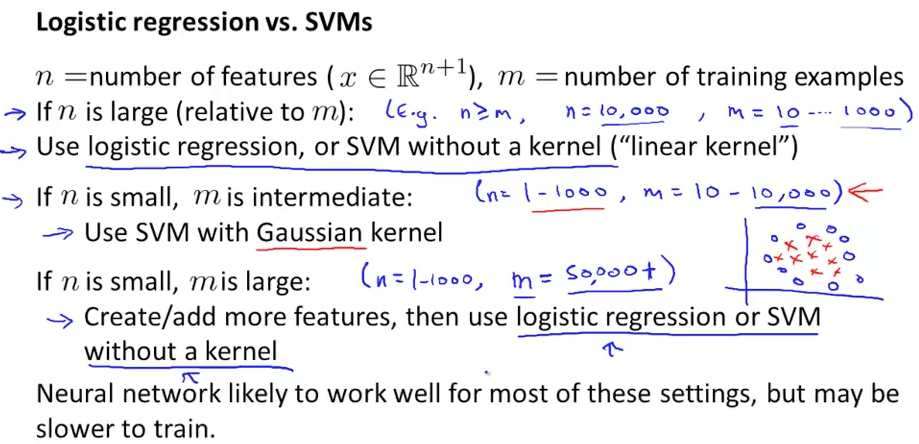 Logistic regression vs. SVMs
n =number of features ( x ∈ ℝⁿ⁺¹), m = number of training examples
→ If n is large (relative to m): (E.g. n ≥ m, n = 10,000 , m = 10 .... 1000)
→ Use logistic regression, or SVM without a kernel (“linear kernel”)
→ If n is small, m is intermediate: (n = 1 - 1000 , m = 10 - 10,000) ←
→ Use SVM with Gaussian kernel
If n is small, m is large: (n = 1 - 1000, m = 50,000+)
→ Create/add more features, then use logistic regression or SVM
without a kernel
Neural network likely to work well for most of these settings, but may be
slower to train.